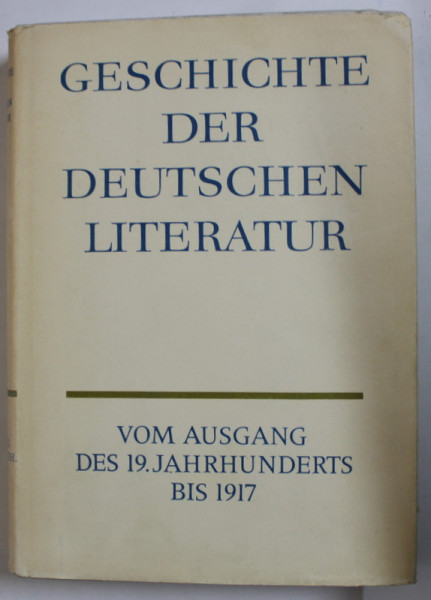 GESCHICHTE
DER
DEUTSCHEN
LITERATUR
VOM AUSGANG
DES 19. JAHRHUNDERTS
BIS 1917